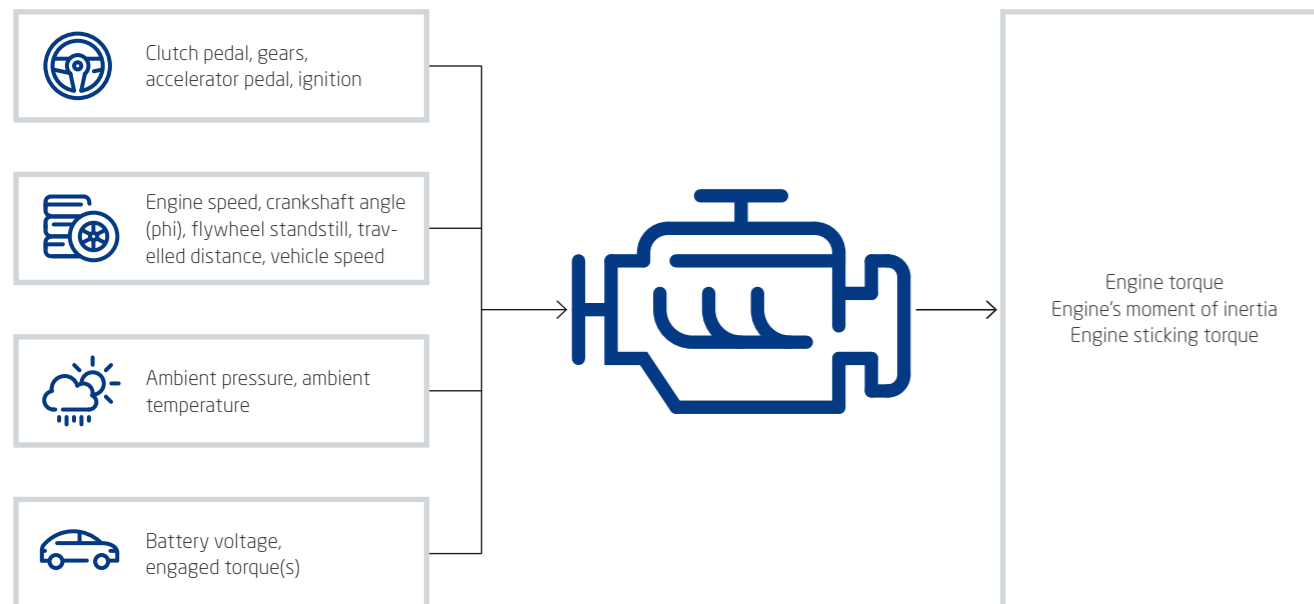 Clutch pedal, gears,
accelerator pedal, ignition
Engine speed, crankshaft angle
(phi), flywheel standstill, trav-
elled distance, vehicle speed
Ambient pressure, ambient
temperature
Battery voltage,
engaged torque(s)
Engine torque
Engine's moment of inertia
Engine sticking torque